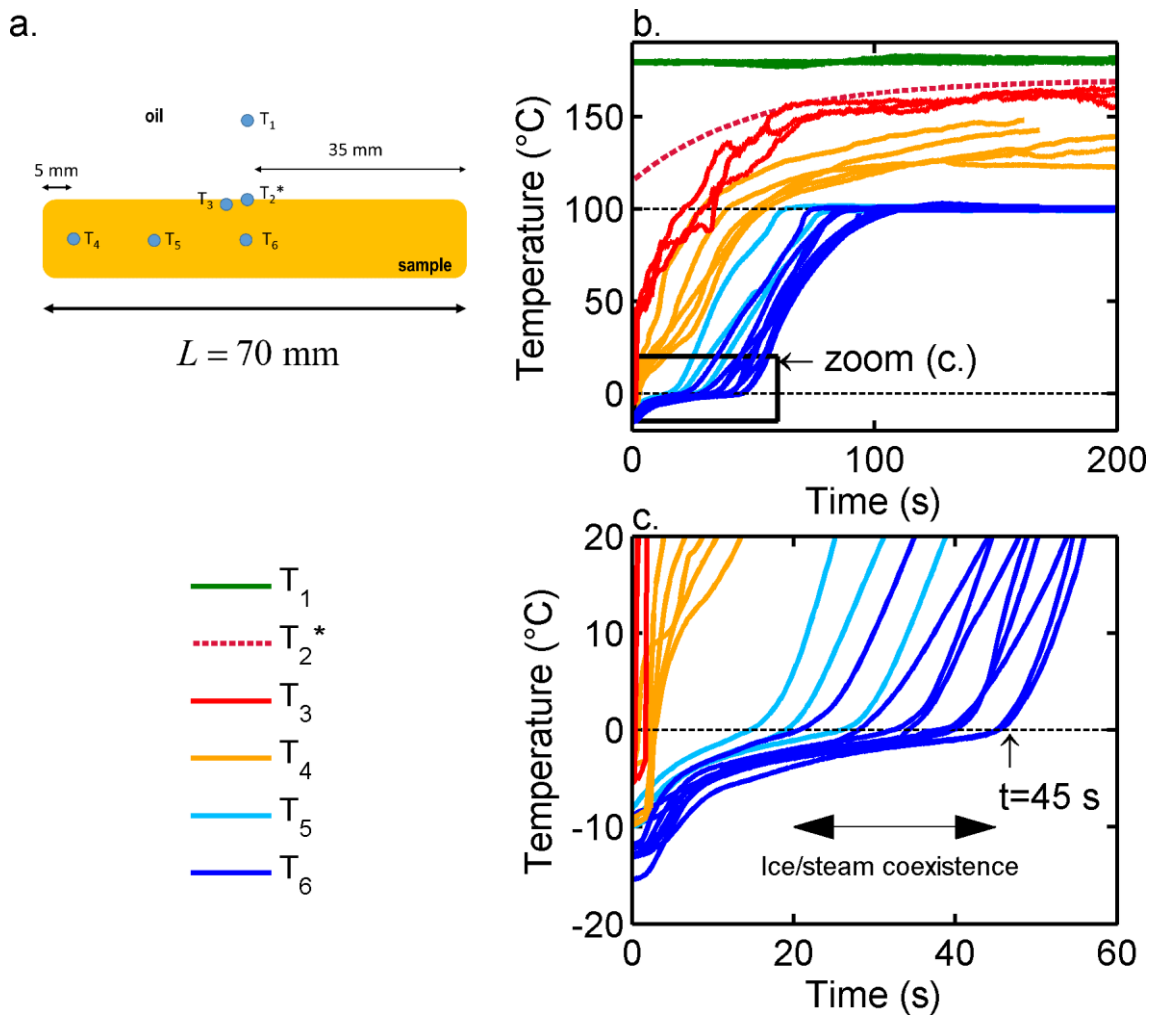 a.
oil
T1
35 mm
5 mm
T3
T2*
T4
T5
T6
sample
L = 70 mm
T1
T2*
T3
T4
T5
T6
b.
150
100
50
0
Temperature (°C)
← zoom (c.)
0
100
200
Time (s)
c.
20
10
0
-10
-20
Temperature (°C)
t=45 s
Ice/steam coexistence
0
20
40
60
Time (s)